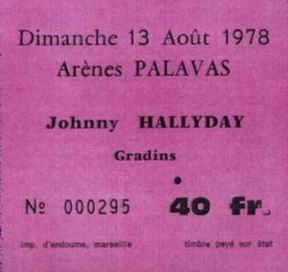 Dimanche 13 Août 1978
Arènes PALAVAS
Johnny HALLYDAY
Gradins
Nº 000295 40 fr.
imp. d'endoume, marseille timbre payé sur état